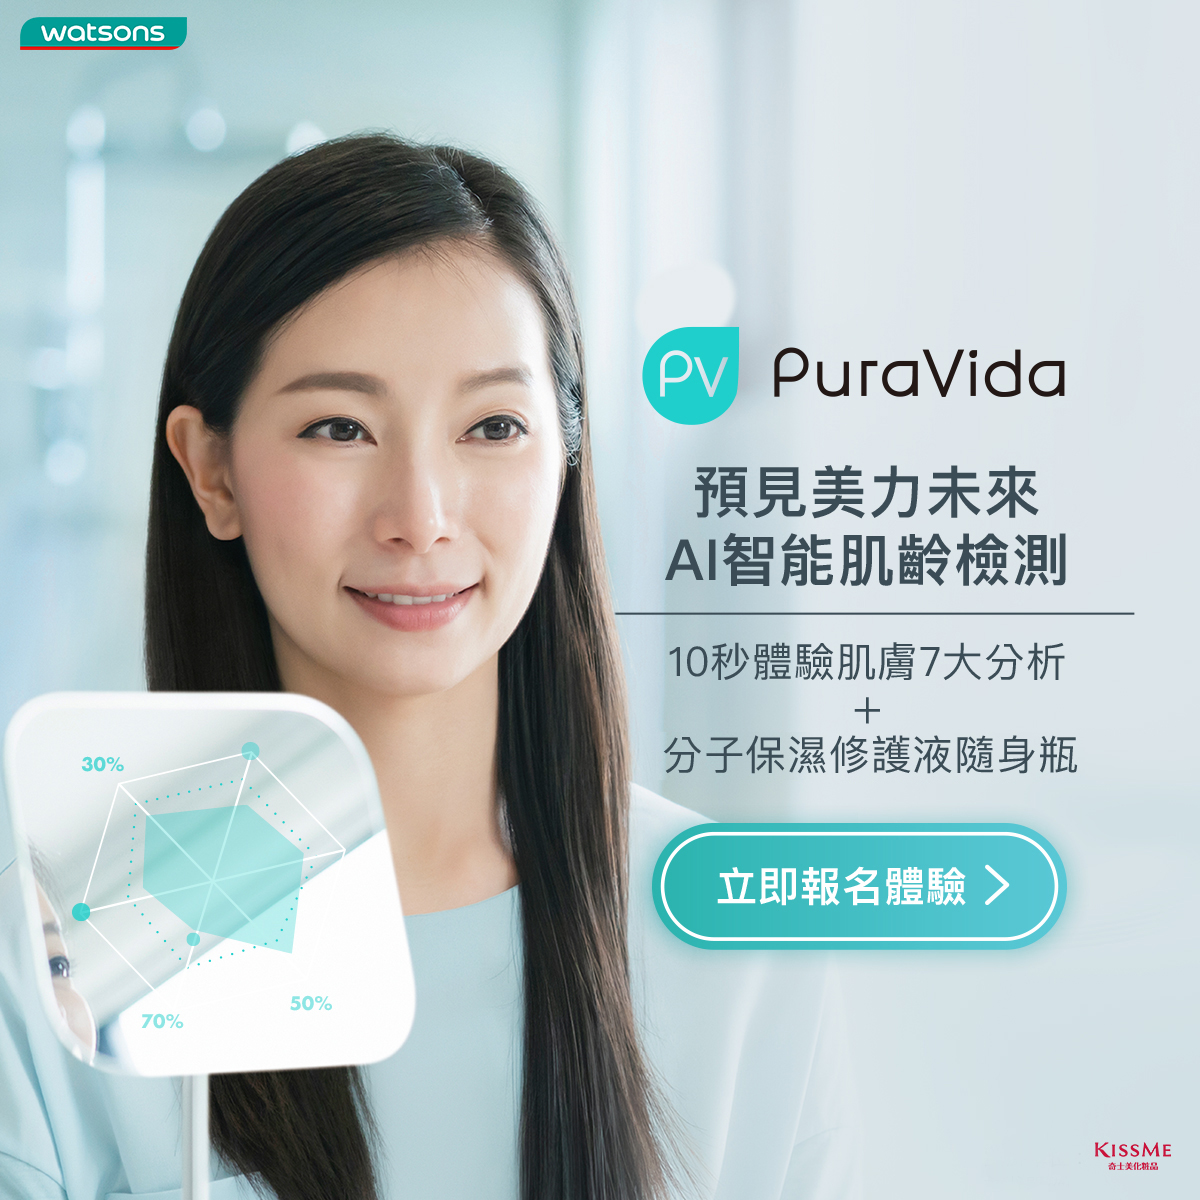 watsons
PV PuraVida
預見美力未來
AI智能肌齡檢測
10秒體驗肌膚7大分析
+
分子保濕修護液隨身瓶
立即報名體驗
30%
50%
70%
KISSME
奇士美化粧品